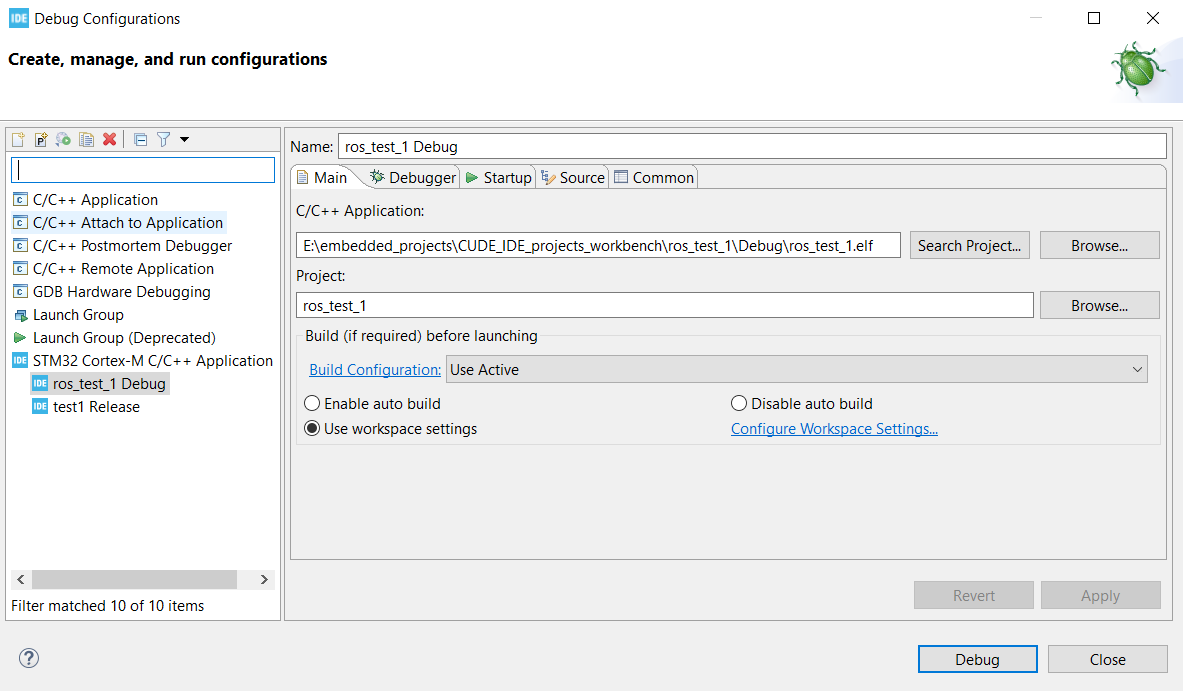 IDE Debug Configurations
Create, manage, and run configurations
P
Name: ros_test_1 Debug
Main Debugger Startup Source Common
C C/C++ Application
C C/C++ Attach to Application
C C/C++ Postmortem Debugger
C C/C++ Remote Application
C GDB Hardware Debugging
Launch Group
Launch Group (Deprecated)
IDE STM32 Cortex-M C/C++ Application
IDE ros_test_1 Debug
IDE test1 Release
Filter matched 10 of 10 items
C/C++ Application:
E:\embedded_projects\CUDE_IDE_projects_workbench\ros_test_1\Debug\ros_test_1.elf Search Project... Browse...
Project:
ros_test_1 Browse...
Build (if required) before launching
Build Configuration: Use Active
Enable auto build Disable auto build
Use workspace settings Configure Workspace Settings...
Revert Apply
? Debug Close